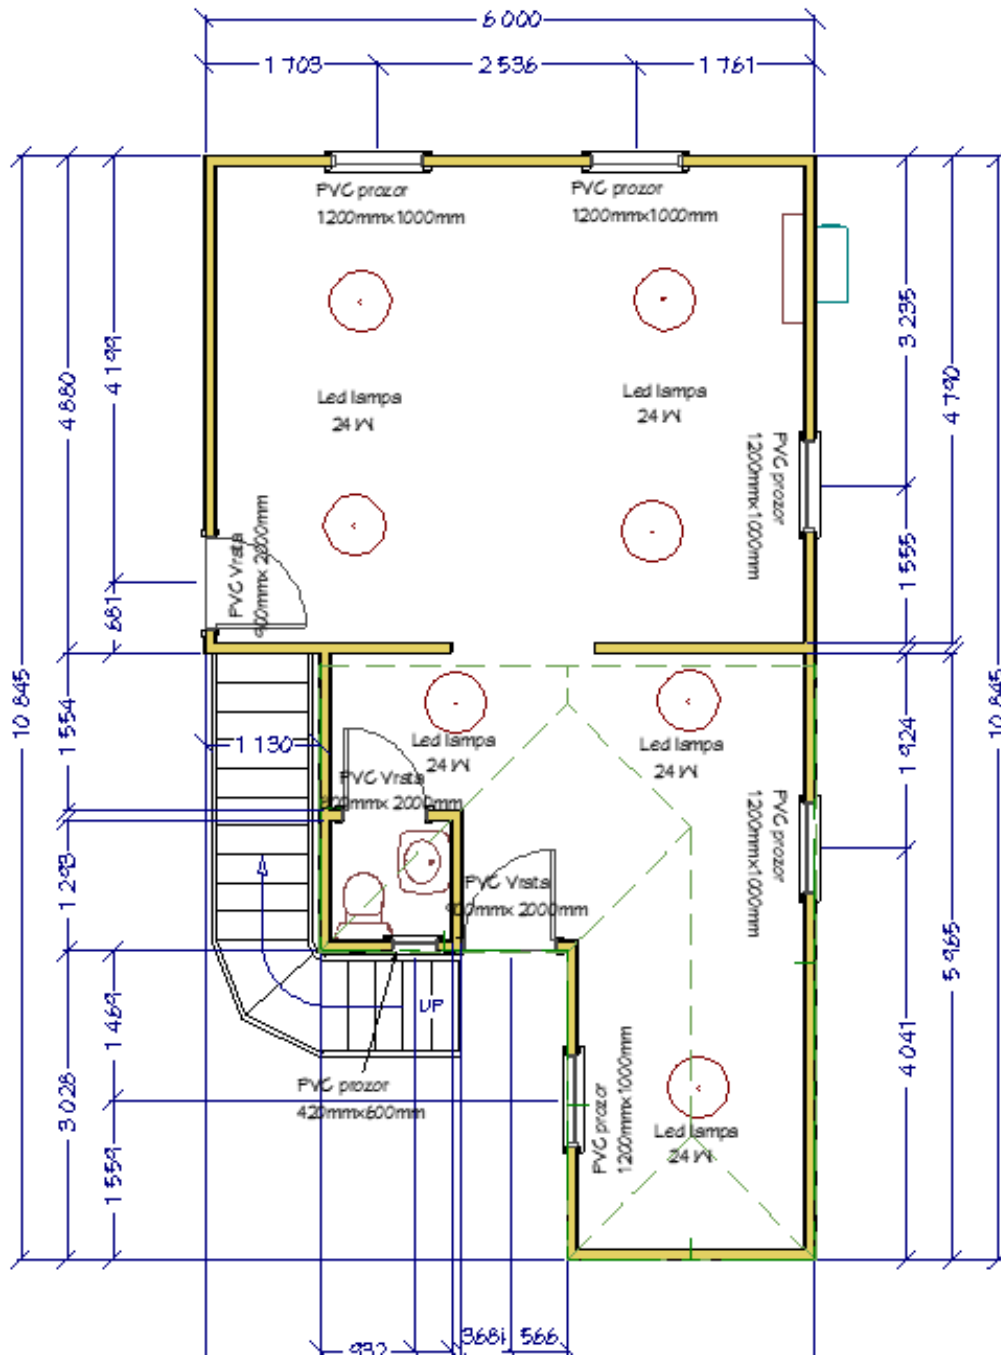 6 000
1 703
2 536
1 761
PVC prozor
1200mmx1000mm
PVC prozor
1200mmx1000mm
4 199
4 880
3 235
4 790
Led lampa
24 W
Led lampa
24 W
PVC prozor
1200mmx1000mm
PVC Vrata
900mmx 2000mm
681
1 555
10 845
10 845
1 554
1 130
Led lampa
24 W
Led lampa
24 W
1 924
PVC Vrata
800mmx 2000mm
PVC prozor
1200mmx1000mm
1 293
PVC Vrata
900mmx 2000mm
5 965
UP
1 469
3 028
4 041
PVC prozor
420mmx600mm
PVC prozor
1200mmx1000mm
Led lampa
24 W
1 559
932
566